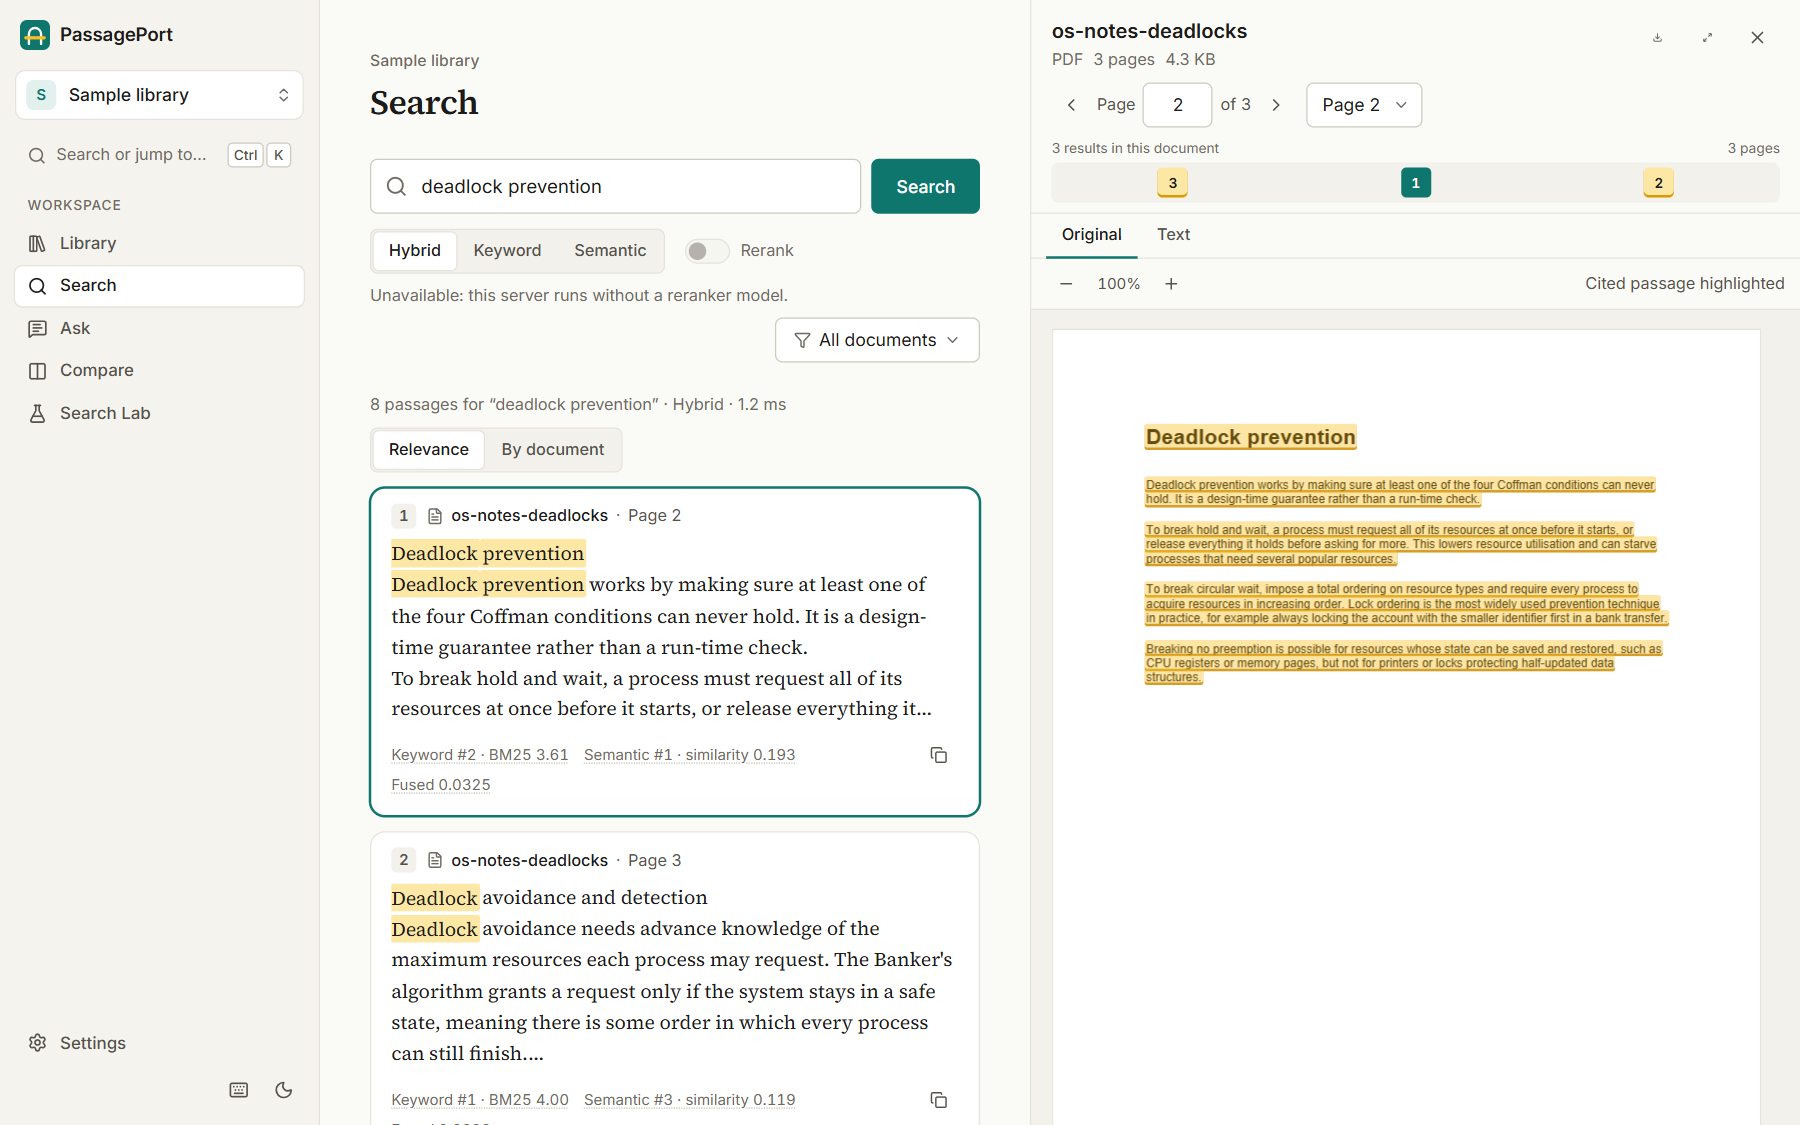 PassagePort
S Sample library
Search or jump to... Ctrl K
WORKSPACE
Library
Search
Ask
Compare
Search Lab
Settings
Sample library
Search
deadlock prevention
Search
Hybrid Keyword Semantic Rerank
Unavailable: this server runs without a reranker model.
All documents
8 passages for “deadlock prevention” · Hybrid · 1.2 ms
Relevance By document
1 os-notes-deadlocks · Page 2
Deadlock prevention
Deadlock prevention works by making sure at least one of
the four Coffman conditions can never hold. It is a design-
time guarantee rather than a run-time check.
To break hold and wait, a process must request all of its
resources at once before it starts, or release everything it...
Keyword #2 · BM25 3.61 Semantic #1 · similarity 0.193
Fused 0.0325
2 os-notes-deadlocks · Page 3
Deadlock avoidance and detection
Deadlock avoidance needs advance knowledge of the
maximum resources each process may request. The Banker's
algorithm grants a request only if the system stays in a safe
state, meaning there is some order in which every process
can still finish....
Keyword #1 · BM25 4.00 Semantic #3 · similarity 0.119
os-notes-deadlocks
PDF 3 pages 4.3 KB
Page 2 of 3 Page 2
3 results in this document 3 pages
3 1 2
Original Text
100% Cited passage highlighted
Deadlock prevention
Deadlock prevention works by making sure at least one of the four Coffman conditions can never
hold. It is a design-time guarantee rather than a run-time check.
To break hold and wait, a process must request all of its resources at once before it starts, or
release everything it holds before asking for more. This lowers resource utilisation and can starve
processes that need several popular resources.
To break circular wait, impose a total ordering on resource types and require every process to
acquire resources in increasing order. Lock ordering is the most widely used prevention technique
in practice, for example always locking the account with the smaller identifier first in a bank transfer.
Breaking no preemption is possible for resources whose state can be saved and restored, such as
CPU registers or memory pages, but not for printers or locks protecting half-updated data
structures.